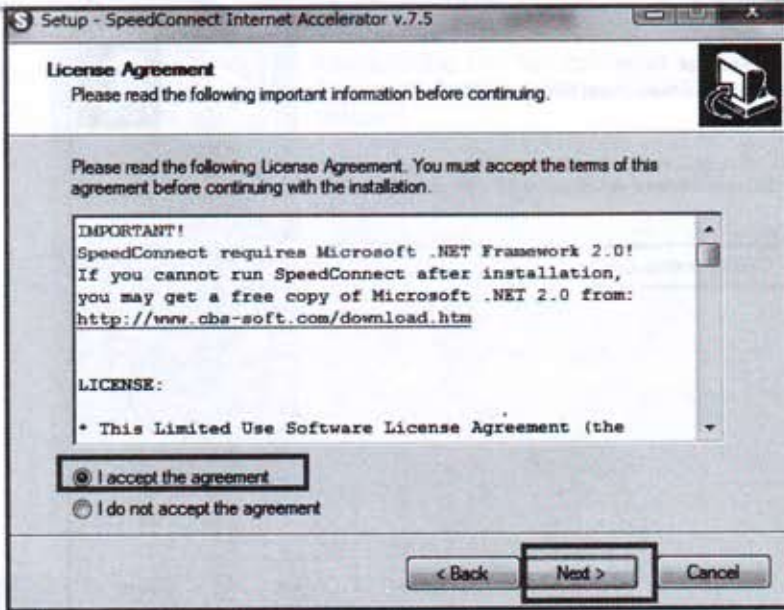 Setup - SpeedConnect Internet Accelerator v.7.5
License Agreement
Please read the following important information before continuing.
Please read the following License Agreement. You must accept the terms of this
agreement before continuing with the installation.
IMPORTANT!
SpeedConnect requires Microsoft .NET Framework 2.0!
If you cannot run SpeedConnect after installation,
you may get a free copy of Microsoft .NET 2.0 from:
http://www.cbs-soft.com/download.htm
LICENSE:
* This Limited Use Software License Agreement (the
I accept the agreement
I do not accept the agreement
< Back Next > Cancel